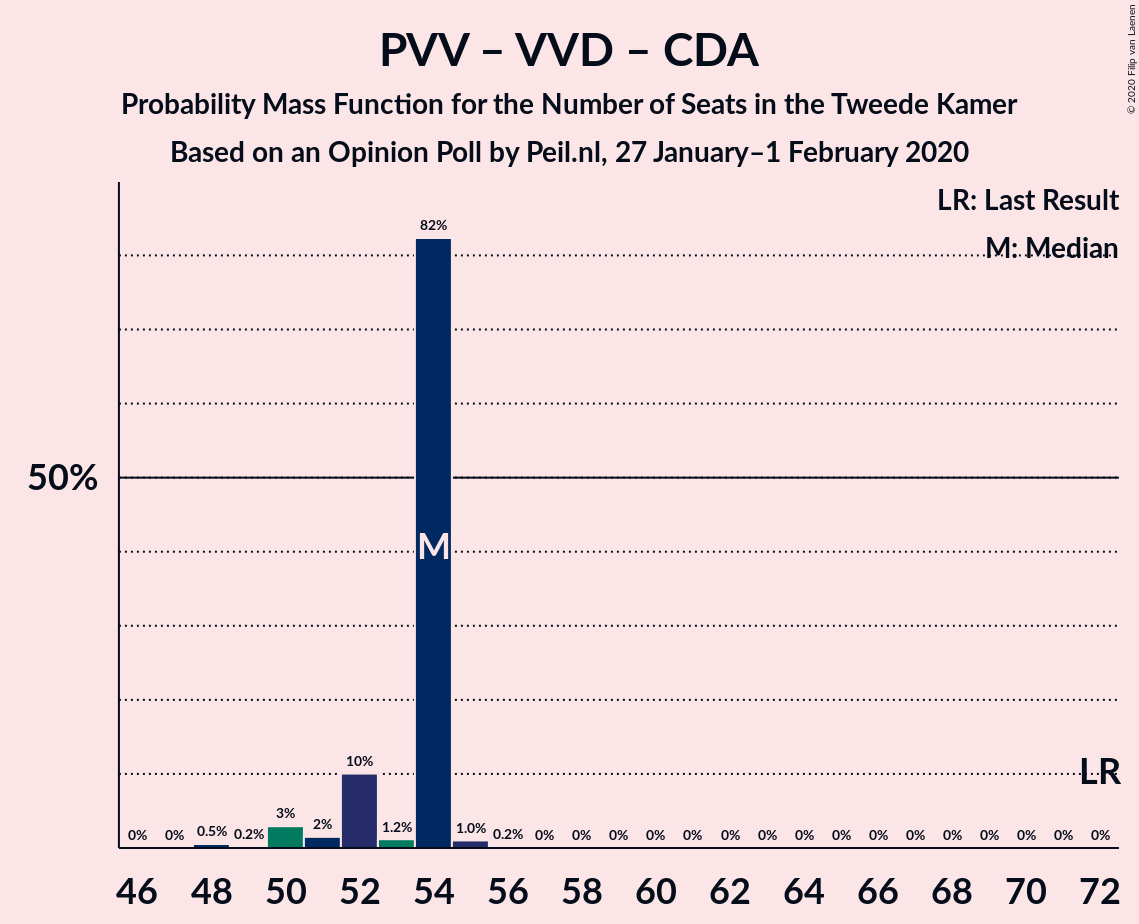 PVV – VVD – CDA
Probability Mass Function for the Number of Seats in the Tweede Kamer
Based on an Opinion Poll by Peil.nl, 27 January–1 February 2020
© 2020 Filip van Laenen
LR: Last Result
M: Median
82%
50%
M
10%
LR
3%
2%
1.2%
1.0%
0% 0% 0.5% 0.2% 0.2% 0% 0% 0% 0% 0% 0% 0% 0% 0% 0% 0% 0% 0% 0% 0% 0%
46 48 50 52 54 56 58 60 62 64 66 68 70 72